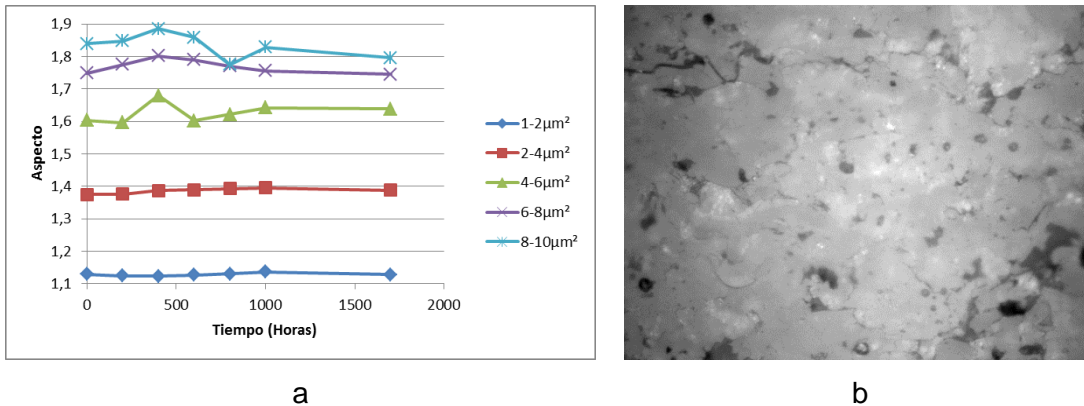 1,9
1,8
1,7
1,6
1,5
1,4
1,3
1,2
1,1
Aspecto
0 500 1000 1500 2000
Tiempo (Horas)
1-2μm²
2-4μm²
4-6μm²
6-8μm²
8-10μm²
a b